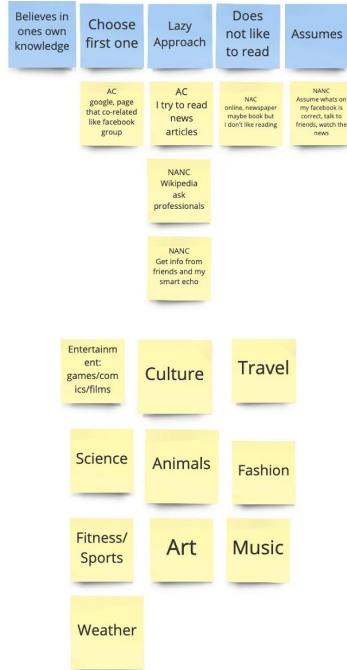 Believes in
ones own
knowledge
Choose
first one
Lazy
Approach
Does
not like
to read
Assumes
AC
google, page
that co-related
like facebook
group
AC
I try to read
news
articles
NAC
online, newspaper
maybe book but
I don't like reading
NANC
Assume whats on
my facebook is
correct, talk to
friends, watch the
news
NANC
Wikipedia
ask
professionals
NANC
Get info from
friends and my
smart echo
Entertainm
ent:
games/com
ics/films
Culture
Travel
Science
Animals
Fashion
Fitness/
Sports
Art
Music
Weather